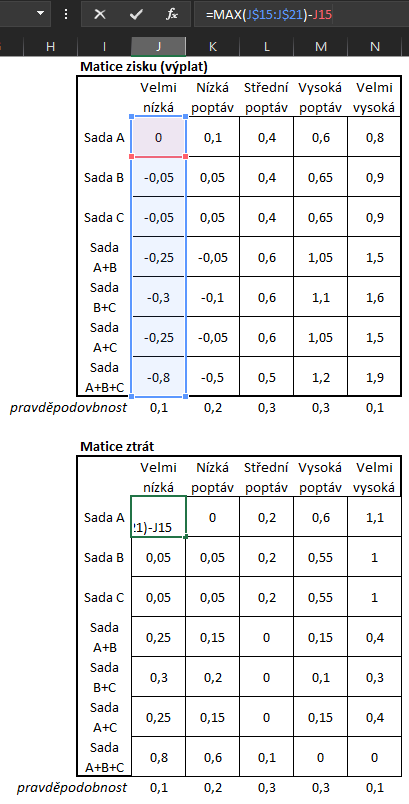 =MAX(J$15:J$21)-J15
H I J K L M N
Matice zisku (výplat)
Velmi nízká Nízká poptáv Střední poptáv Vysoká poptáv Velmi vysoká
Sada A 0 0,1 0,4 0,6 0,8
Sada B -0,05 0,05 0,4 0,65 0,9
Sada C -0,05 0,05 0,4 0,65 0,9
Sada A+B -0,25 -0,05 0,6 1,05 1,5
Sada B+C -0,3 -0,1 0,6 1,1 1,6
Sada A+C -0,25 -0,05 0,6 1,05 1,5
Sada A+B+C -0,8 -0,5 0,5 1,2 1,9
pravděpodovbnost 0,1 0,2 0,3 0,3 0,1
Matice ztrát
Velmi nízká Nízká poptáv Střední poptáv Vysoká poptáv Velmi vysoká
Sada A 21)-J15 0 0,2 0,6 1,1
Sada B 0,05 0,05 0,2 0,55 1
Sada C 0,05 0,05 0,2 0,55 1
Sada A+B 0,25 0,15 0 0,15 0,4
Sada B+C 0,3 0,2 0 0,1 0,3
Sada A+C 0,25 0,15 0 0,15 0,4
Sada A+B+C 0,8 0,6 0,1 0 0
pravděpodobnost 0,1 0,2 0,3 0,3 0,1